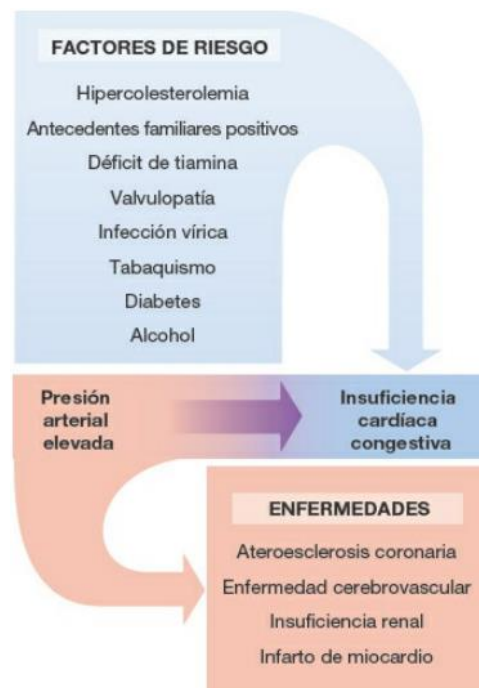 FACTORES DE RIESGO
Hipercolesterolemia
Antecedentes familiares positivos
Déficit de tiamina
Valvulopatía
Infección vírica
Tabaquismo
Diabetes
Alcohol
Presión
arterial
elevada
Insuficiencia
cardíaca
congestiva
ENFERMEDADES
Ateroesclerosis coronaria
Enfermedad cerebrovascular
Insuficiencia renal
Infarto de miocardio